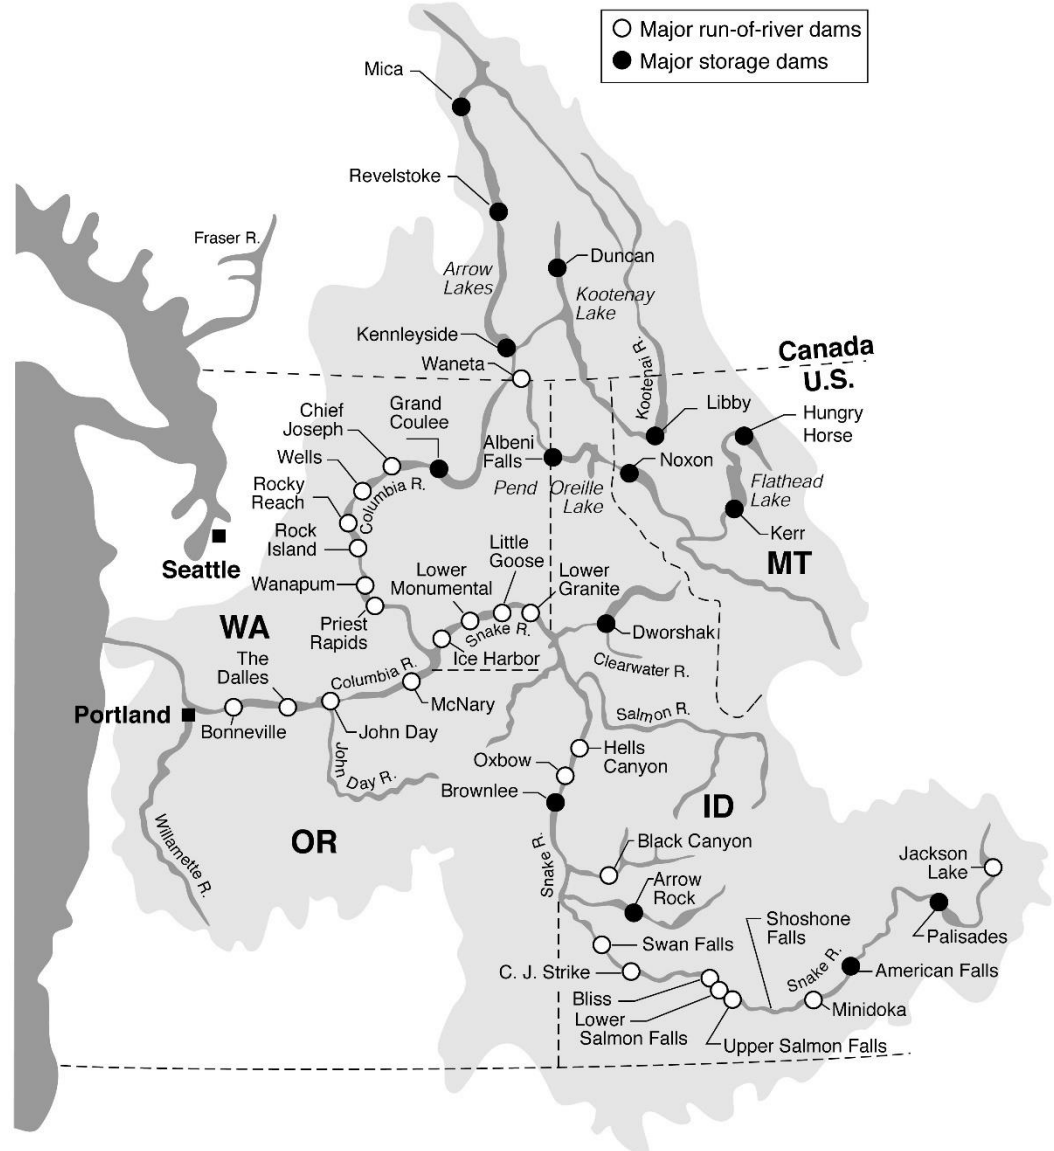 Major run-of-river dams
Major storage dams
Mica
Revelstoke
Fraser R.
Duncan
Arrow
Lakes
Kootenay
Lake
Kennleyside
Waneta
Kootenai R.
Canada
U.S.
Grand
Coulee
Chief
Joseph
Libby
Hungry
Horse
Wells
Albeni
Falls
Noxon
Rocky
Reach
Columbia R.
Pend Oreille
Lake
Flathead
Lake
Kerr
Rock
Island
Seattle
MT
Little
Goose
Lower
Monumental
Lower
Granite
Wanapum
Priest
Rapids
WA
Snake R.
Ice Harbor
Dworshak
Clearwater R.
The
Dalles
Columbia R.
McNary
Portland
Bonneville
John Day
Salmon R.
John Day R.
Oxbow
Hells
Canyon
Brownlee
ID
OR
Willamette R.
Snake R.
Black Canyon
Arrow
Rock
Jackson
Lake
Shoshone
Falls
Palisades
Swan Falls
C. J. Strike
Snake R.
American Falls
Bliss
Lower
Salmon Falls
Minidoka
Upper Salmon Falls